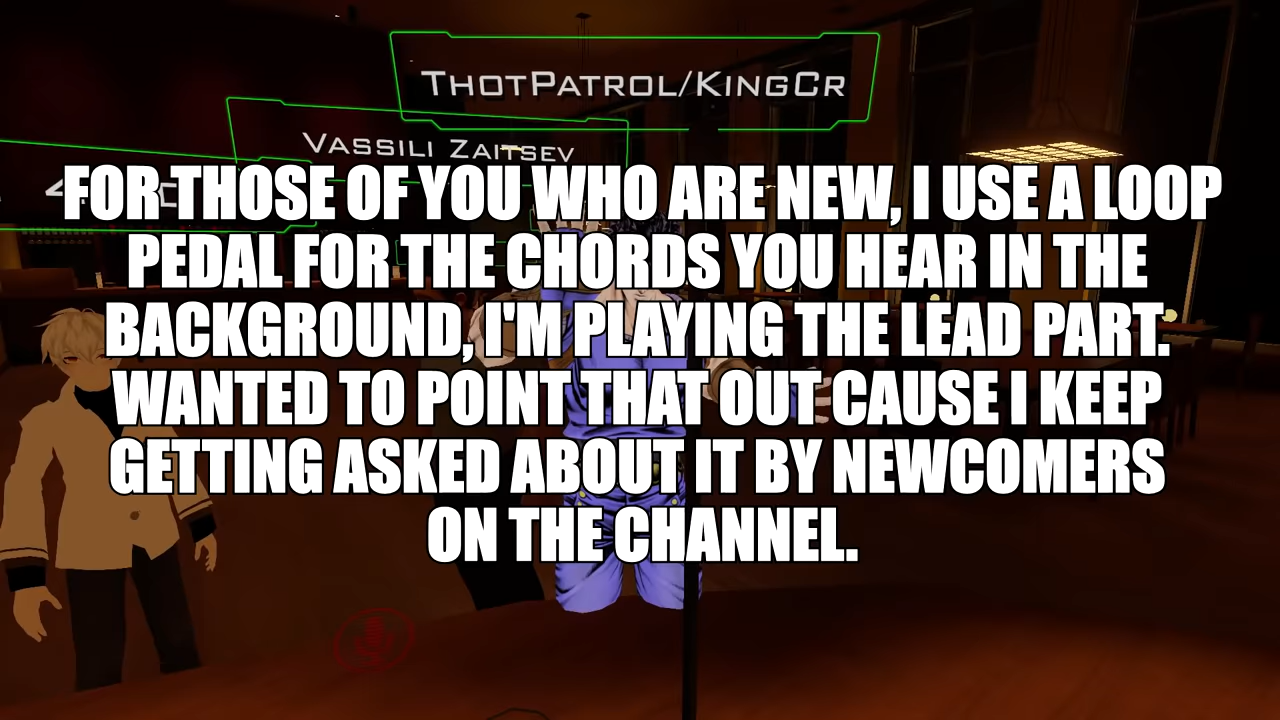 THOTPATROL/KINGCR
VASSILI ZAITSEV
FOR THOSE OF YOU WHO ARE NEW, I USE A LOOP
PEDAL FOR THE CHORDS YOU HEAR IN THE
BACKGROUND, I'M PLAYING THE LEAD PART.
WANTED TO POINT THAT OUT CAUSE I KEEP
GETTING ASKED ABOUT IT BY NEWCOMERS
ON THE CHANNEL.